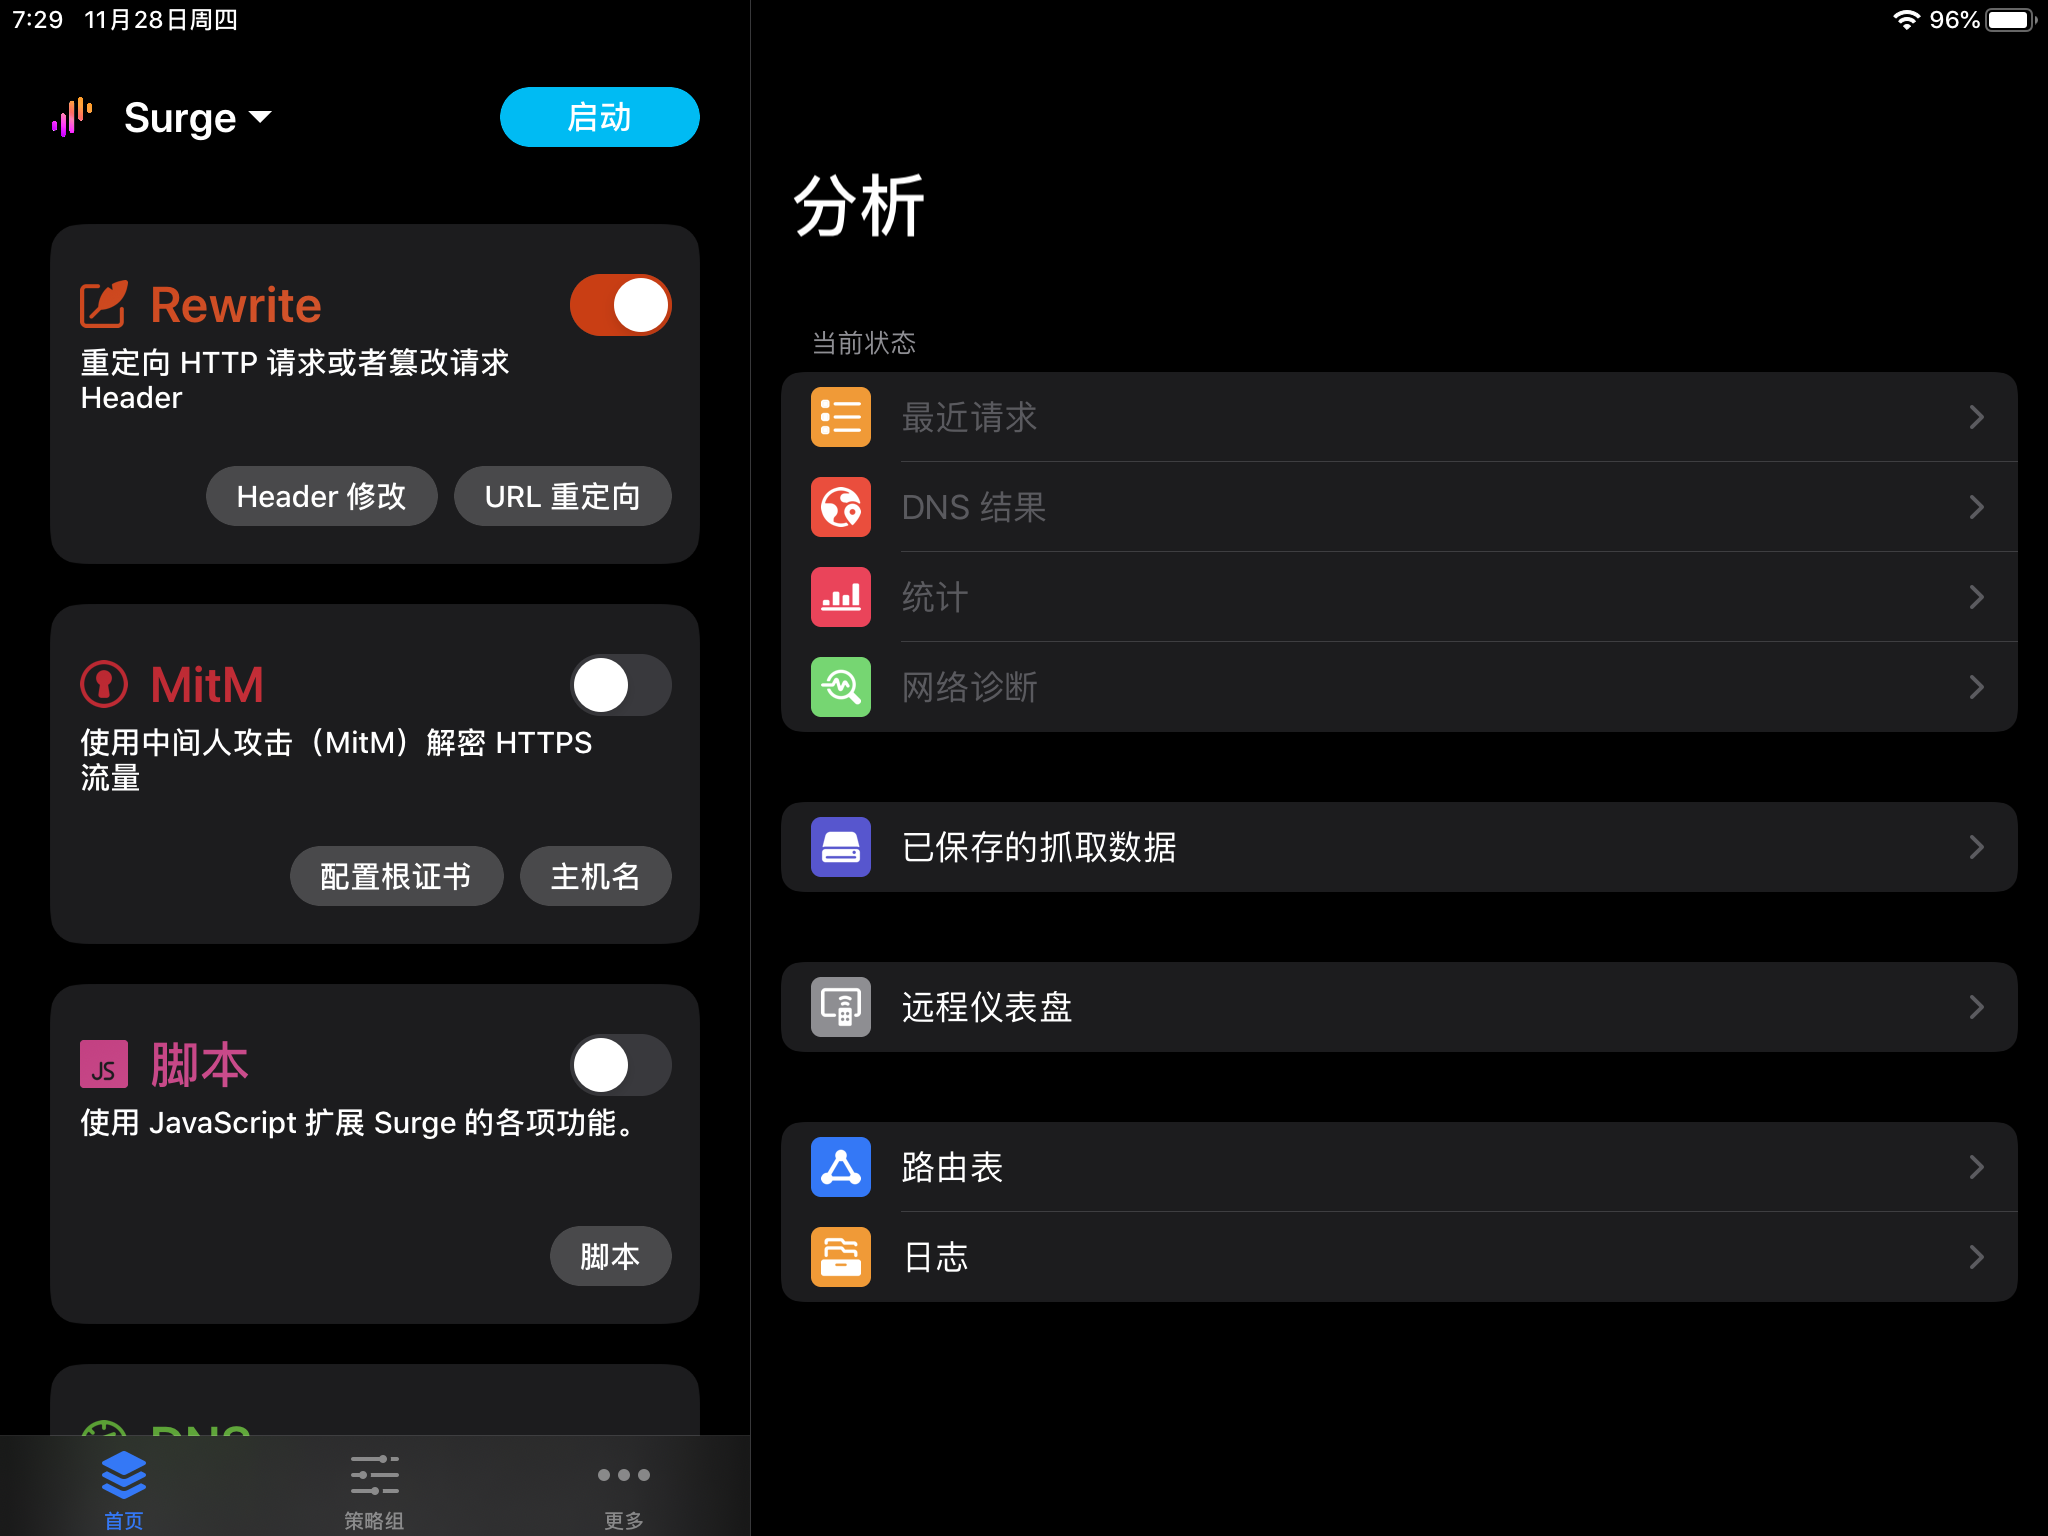 7:29 11月28日周四
96%
Surge
启动
Rewrite
重定向 HTTP 请求或者篡改请求
Header
Header 修改
URL 重定向
MitM
使用中间人攻击（MitM）解密 HTTPS
流量
配置根证书
主机名
JS 脚本
使用 JavaScript 扩展 Surge 的各项功能。
脚本
DNS
首页
策略组
更多
分析
当前状态
最近请求
DNS 结果
统计
网络诊断
已保存的抓取数据
远程仪表盘
路由表
日志